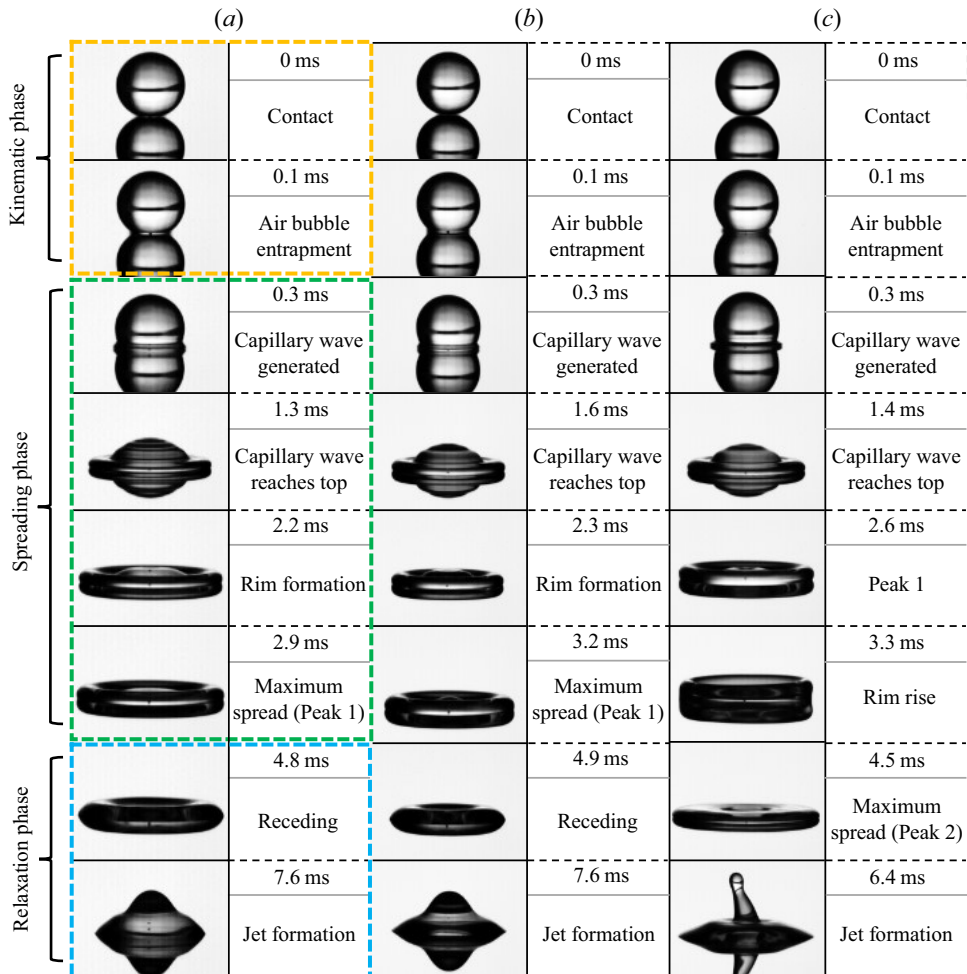 (a)
(b)
(c)
Kinematic phase
0 ms
0 ms
0 ms
Contact
Contact
Contact
0.1 ms
0.1 ms
0.1 ms
Air bubble
entrapment
Air bubble
entrapment
Air bubble
entrapment
Spreading phase
0.3 ms
0.3 ms
0.3 ms
Capillary wave
generated
Capillary wave
generated
Capillary wave
generated
1.3 ms
1.6 ms
1.4 ms
Capillary wave
reaches top
Capillary wave
reaches top
Capillary wave
reaches top
2.2 ms
2.3 ms
2.6 ms
Rim formation
Rim formation
Peak 1
2.9 ms
3.2 ms
3.3 ms
Maximum
spread (Peak 1)
Maximum
spread (Peak 1)
Rim rise
Relaxation phase
4.8 ms
4.9 ms
4.5 ms
Receding
Receding
Maximum
spread (Peak 2)
7.6 ms
7.6 ms
6.4 ms
Jet formation
Jet formation
Jet formation